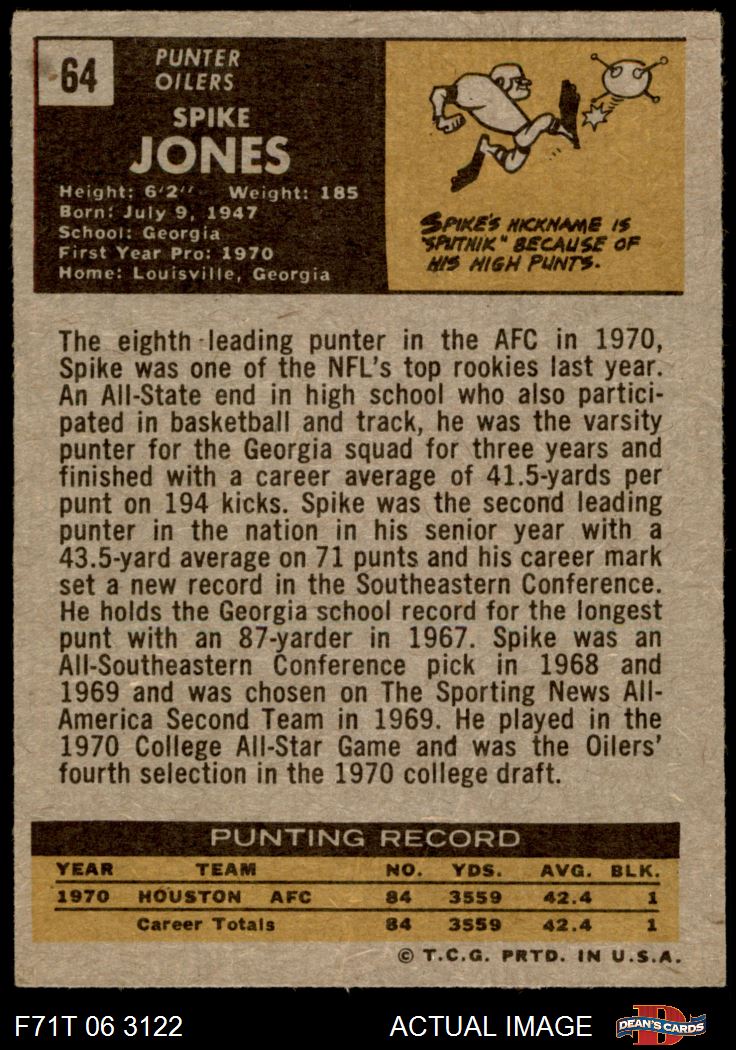 64
PUNTER
OILERS
SPIKE
JONES
Height: 6'2" Weight: 185
Born: July 9, 1947
School: Georgia
First Year Pro: 1970
Home: Louisville, Georgia
SPIKE'S NICKNAME IS
"SPUTNIK" BECAUSE OF
HIS HIGH PUNTS.
The eighth leading punter in the AFC in 1970,
Spike was one of the NFL's top rookies last year.
An All-State end in high school who also partici-
pated in basketball and track, he was the varsity
punter for the Georgia squad for three years and
finished with a career average of 41.5-yards per
punt on 194 kicks. Spike was the second leading
punter in the nation in his senior year with a
43.5-yard average on 71 punts and his career mark
set a new record in the Southeastern Conference.
He holds the Georgia school record for the longest
punt with an 87-yarder in 1967. Spike was an
All-Southeastern Conference pick in 1968 and
1969 and was chosen on The Sporting News All-
America Second Team in 1969. He played in the
1970 College All-Star Game and was the Oilers'
fourth selection in the 1970 college draft.
PUNTING RECORD
YEAR TEAM NO. YDS. AVG. BLK.
1970 HOUSTON AFC 84 3559 42.4 1
Career Totals 84 3559 42.4 1
© T.C.G. PRTD. IN U.S.A.
F71T 06 3122 ACTUAL IMAGE
D
DEAN'S CARDS